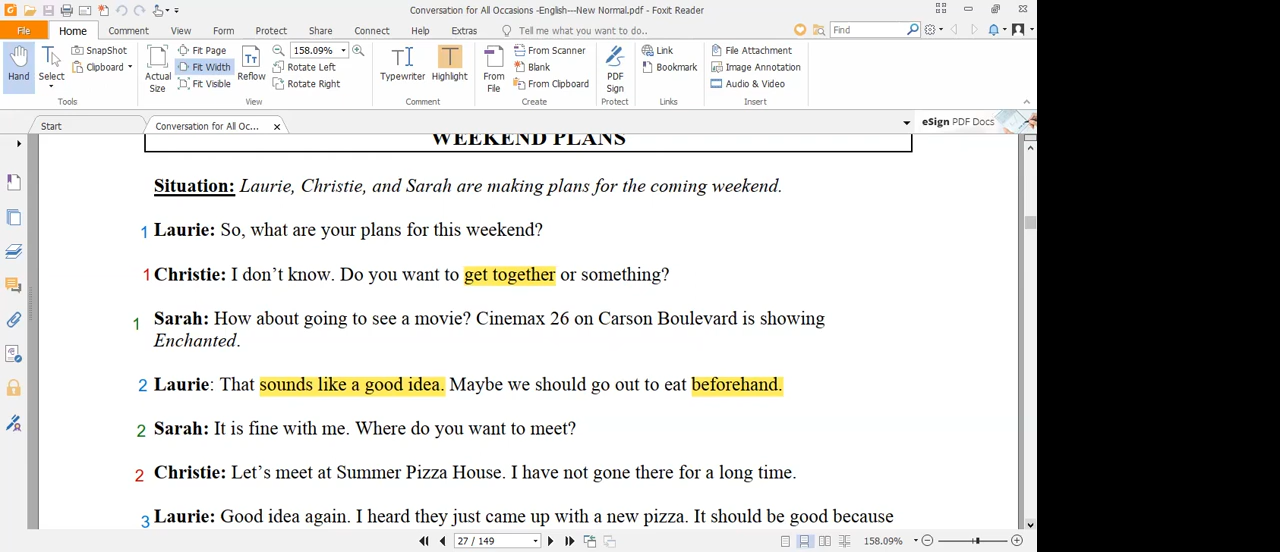 Conversation for All Occasions -English---New Normal.pdf - Foxit Reader
File Home Comment View Form Protect Share Connect Help Extras Tell me what you want to do.. Find
Hand
Select
SnapShot
Clipboard
Tools
Actual Size
Fit Page
Fit Width
Fit Visible
Reflow
158.09%
Rotate Left
Rotate Right
View
Typewriter
Highlight
Comment
From File
From Scanner
Blank
From Clipboard
Create
PDF Sign
Protect
Link
Bookmark
Links
File Attachment
Image Annotation
Audio & Video
Insert
Start Conversation for All Oc... eSign PDF Docs
WEEKEND PLANS
Situation: Laurie, Christie, and Sarah are making plans for the coming weekend.
1 Laurie: So, what are your plans for this weekend?
1 Christie: I don’t know. Do you want to get together or something?
1 Sarah: How about going to see a movie? Cinemax 26 on Carson Boulevard is showing
Enchanted.
2 Laurie: That sounds like a good idea. Maybe we should go out to eat beforehand.
2 Sarah: It is fine with me. Where do you want to meet?
2 Christie: Let’s meet at Summer Pizza House. I have not gone there for a long time.
3 Laurie: Good idea again. I heard they just came up with a new pizza. It should be good because
27 / 149 158.09%